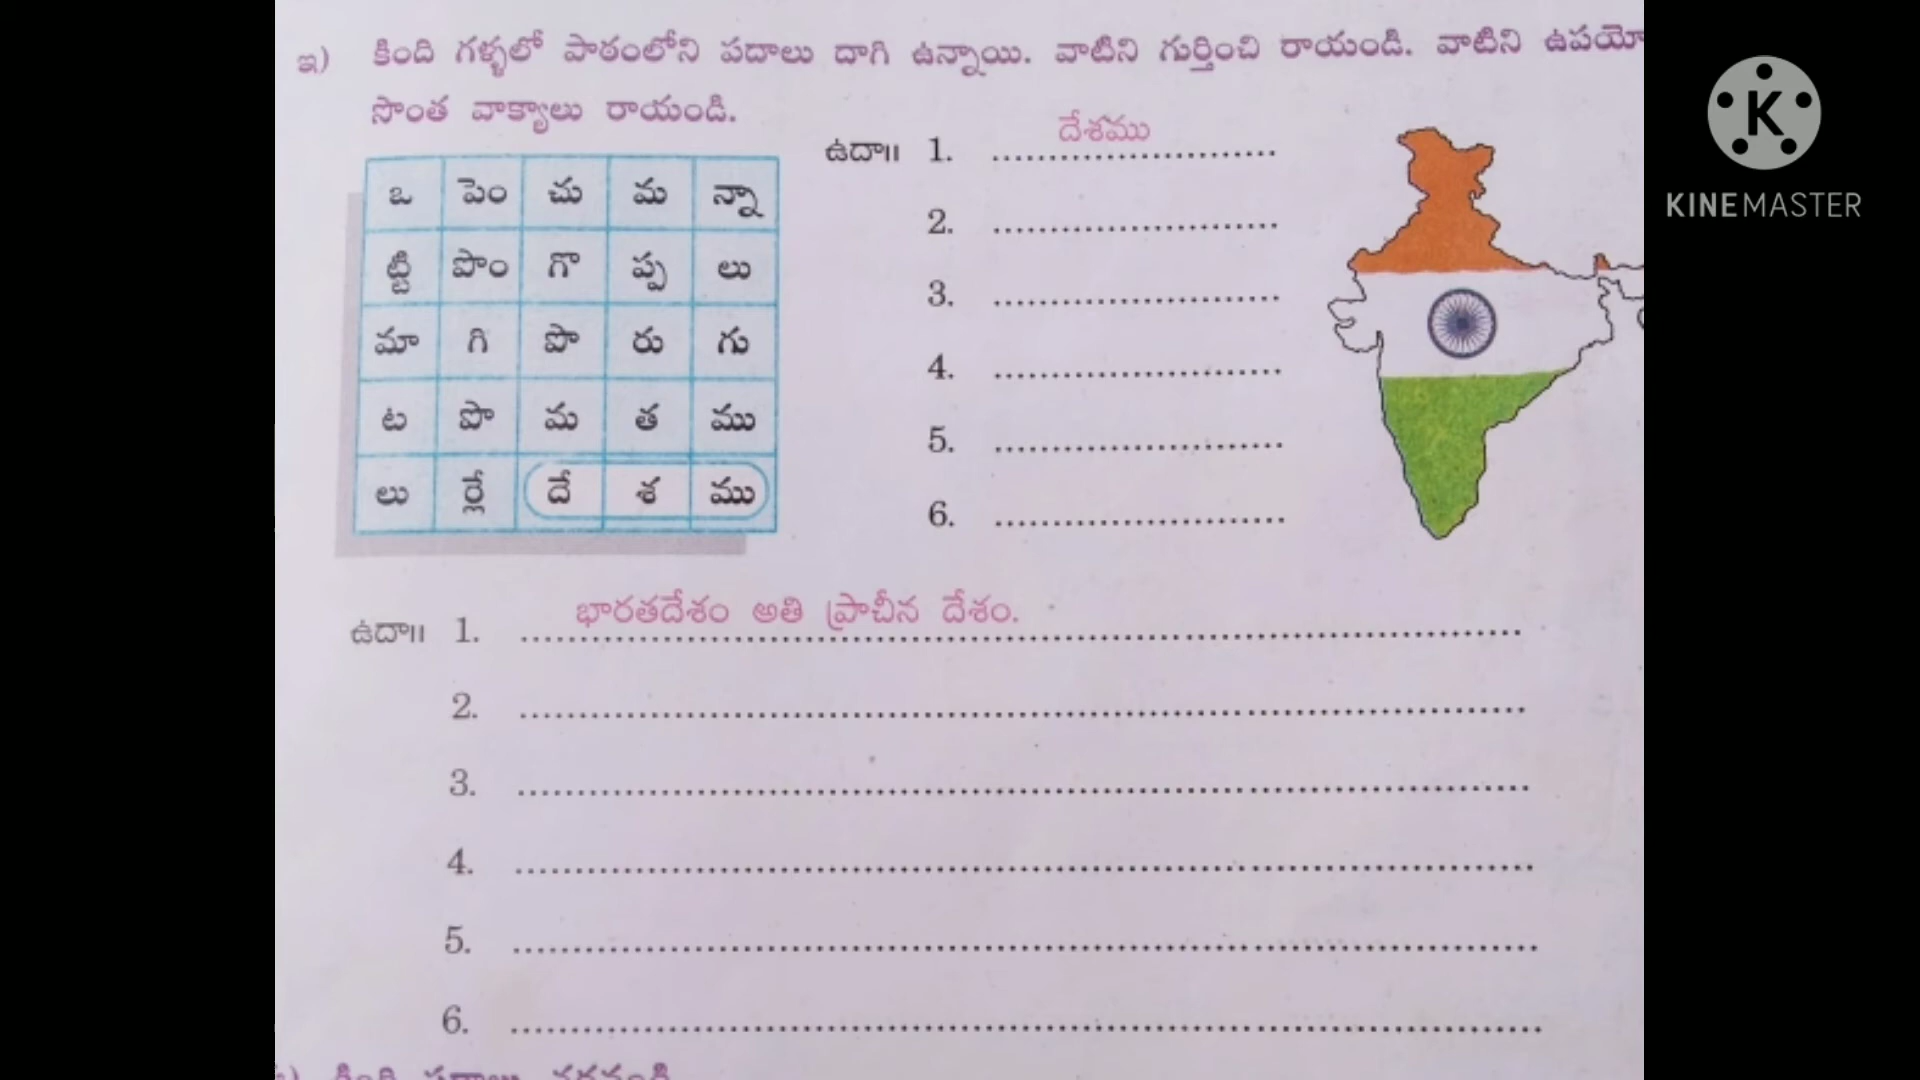 ఇ) కింది గళ్ళలో పాఠంలోని పదాలు దాగి ఉన్నాయి. వాటిని గుర్తించి రాయండి. వాటిని ఉపయో
సొంత వాక్యాలు రాయండి.
ఒ పెం చు మ న్నా
ట్టి పొం గొ ప్ప లు
మా గి పొ రు గు
ట పొ మ త ము
లు ర్లే దే శ ము
ఉదా॥ 1. దేశము
2.
3.
4.
5.
6.
ఉదా॥ 1. భారతదేశం అతి ప్రాచీన దేశం.
2.
3.
4.
5.
6.
కింది పదాలు
K
KINEMASTER